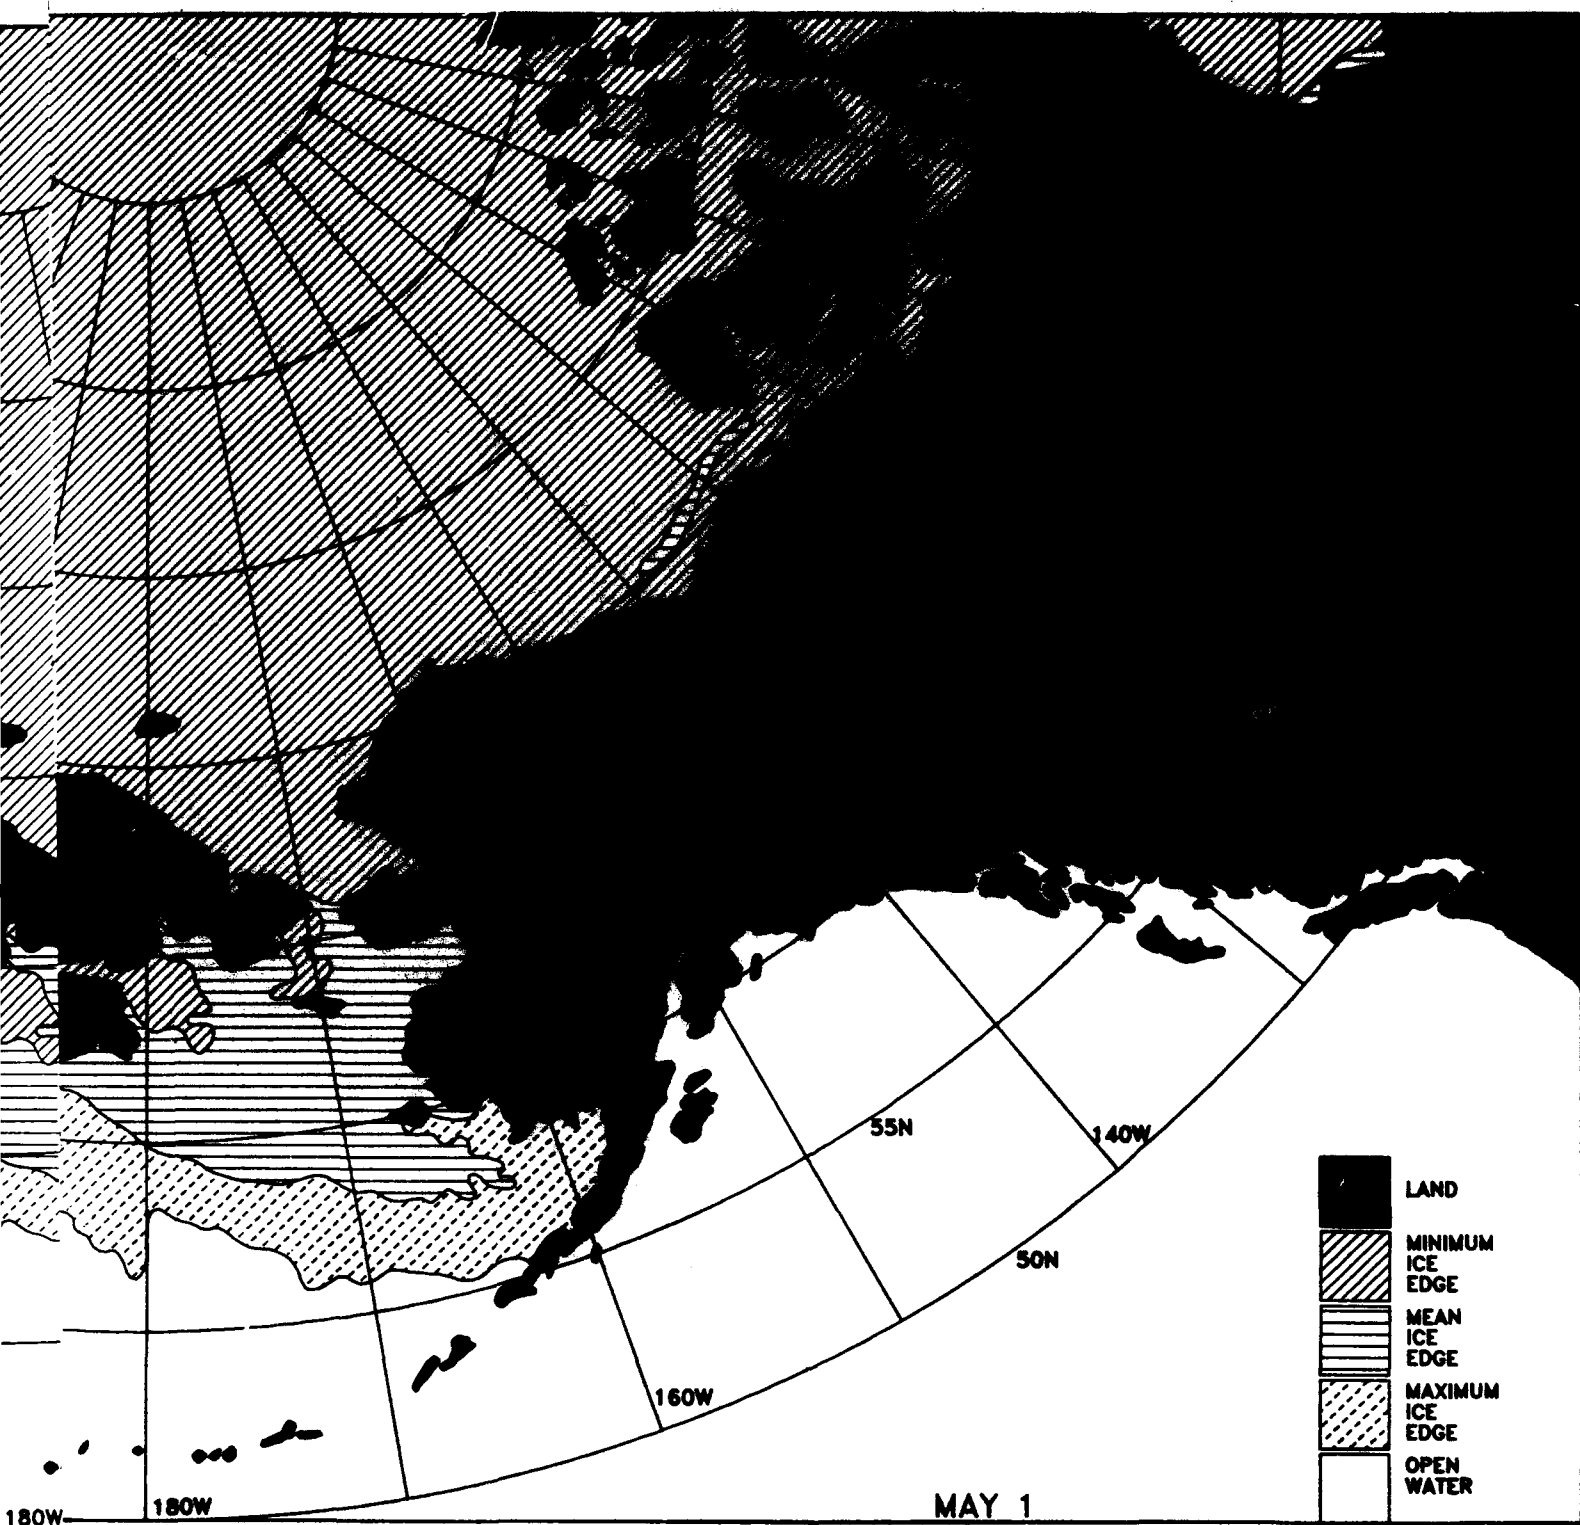 55N
140W
LAND
MINIMUM
ICE
EDGE
50N
MEAN
ICE
EDGE
160W
MAXIMUM
ICE
EDGE
OPEN
WATER
180W
180W
MAY 1